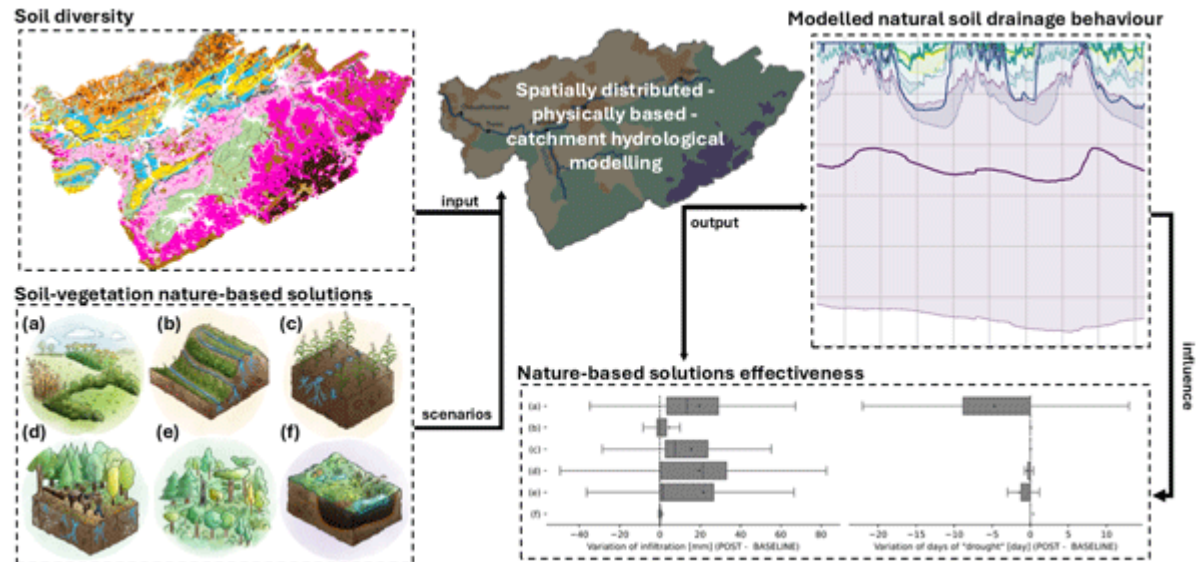 Soil diversity
Spatially distributed -
physically based -
catchment hydrological
modelling
Modelled natural soil drainage behaviour
input
output
Soil-vegetation nature-based solutions
(a)
(b)
(c)
(d)
(e)
(f)
scenarios
influence
Nature-based solutions effectiveness
(a)
(b)
(c)
(d)
(e)
(f)
−40 −20 0 20 40 60 80
Variation of infiltration [mm] (POST - BASELINE)
−20 −15 −10 −5 0 5 10
Variation of days of "drought" [day] (POST - BASELINE)